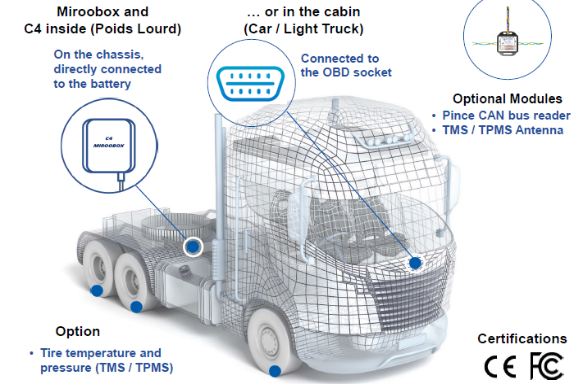 Miroobox and
C4 inside (Poids Lourd)
On the chassis,
directly connected
to the battery
C4
MIROOBOX
… or in the cabin
(Car / Light Truck)
Connected to
the OBD socket
Optional Modules
• Pince CAN bus reader
• TMS / TPMS Antenna
Option
• Tire temperature and
pressure (TMS / TPMS)
Certifications
CE FC